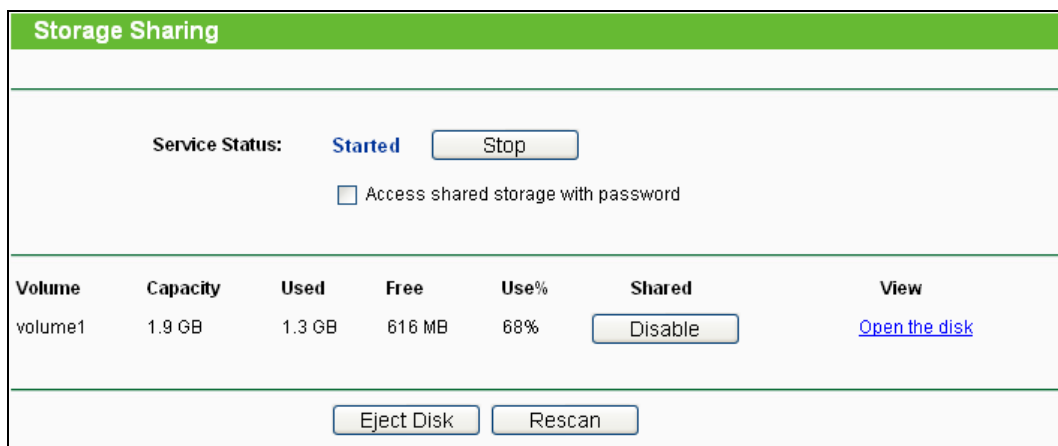 Storage Sharing
Service Status: Started Stop
Access shared storage with password
Volume Capacity Used Free Use% Shared View
volume1 1.9 GB 1.3 GB 616 MB 68% Disable Open the disk
Eject Disk Rescan